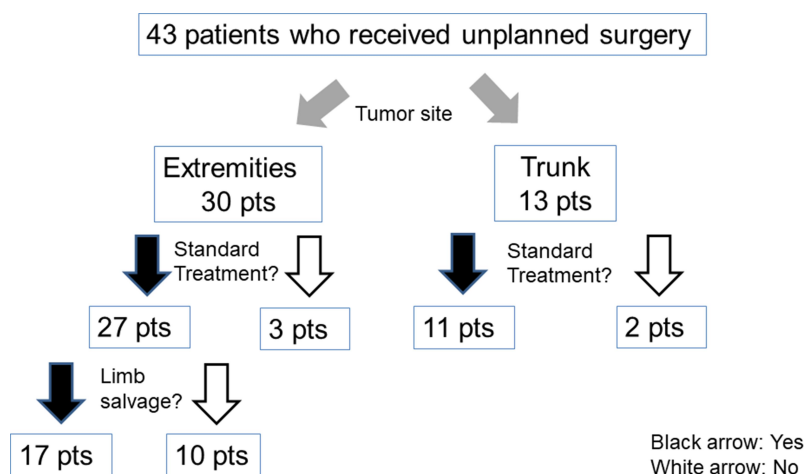 43 patients who received unplanned surgery
Tumor site
Extremities
30 pts
Trunk
13 pts
Standard
Treatment?
Standard
Treatment?
27 pts
3 pts
11 pts
2 pts
Limb
salvage?
17 pts
10 pts
Black arrow: Yes
White arrow: No